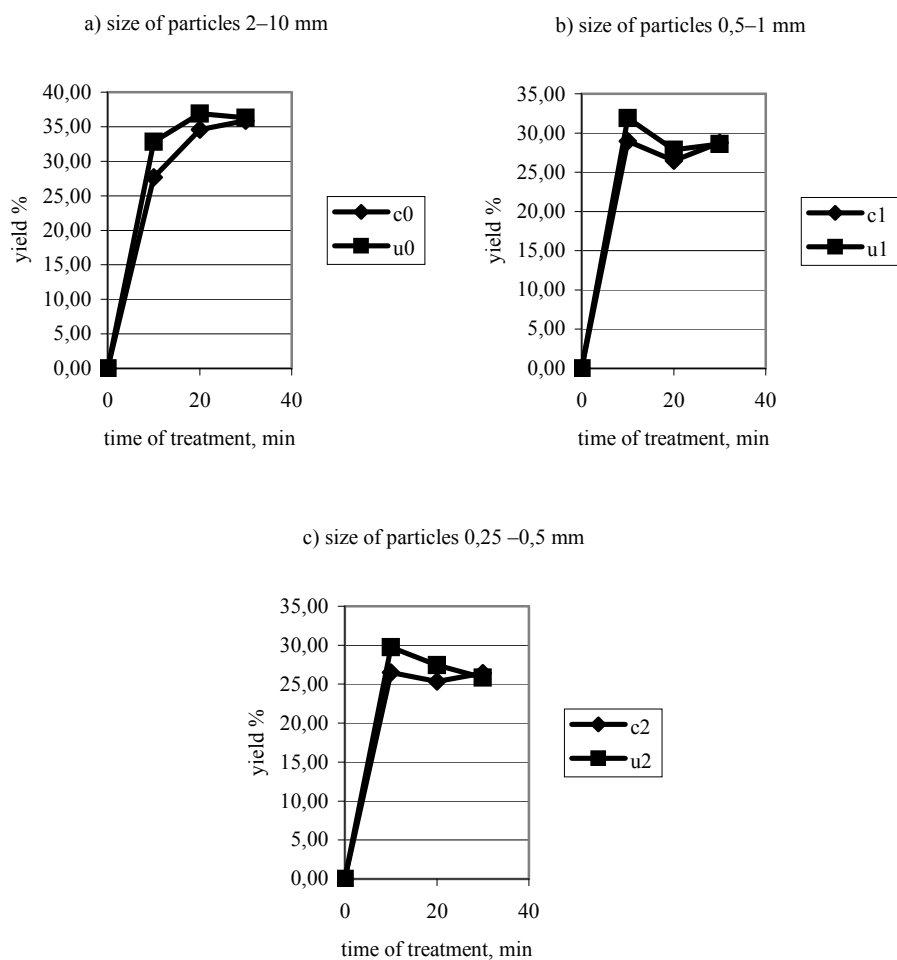 a) size of particles 2–10 mm
40,00
35,00
30,00
25,00
20,00
15,00
10,00
5,00
0,00
yield %
0 20 40
time of treatment, min
c0
u0
b) size of particles 0,5–1 mm
35,00
30,00
25,00
20,00
15,00
10,00
5,00
0,00
yield %
0 20 40
time of treatment, min
c1
u1
c) size of particles 0,25 –0,5 mm
35,00
30,00
25,00
20,00
15,00
10,00
5,00
0,00
yield %
0 20 40
time of treatment, min
c2
u2